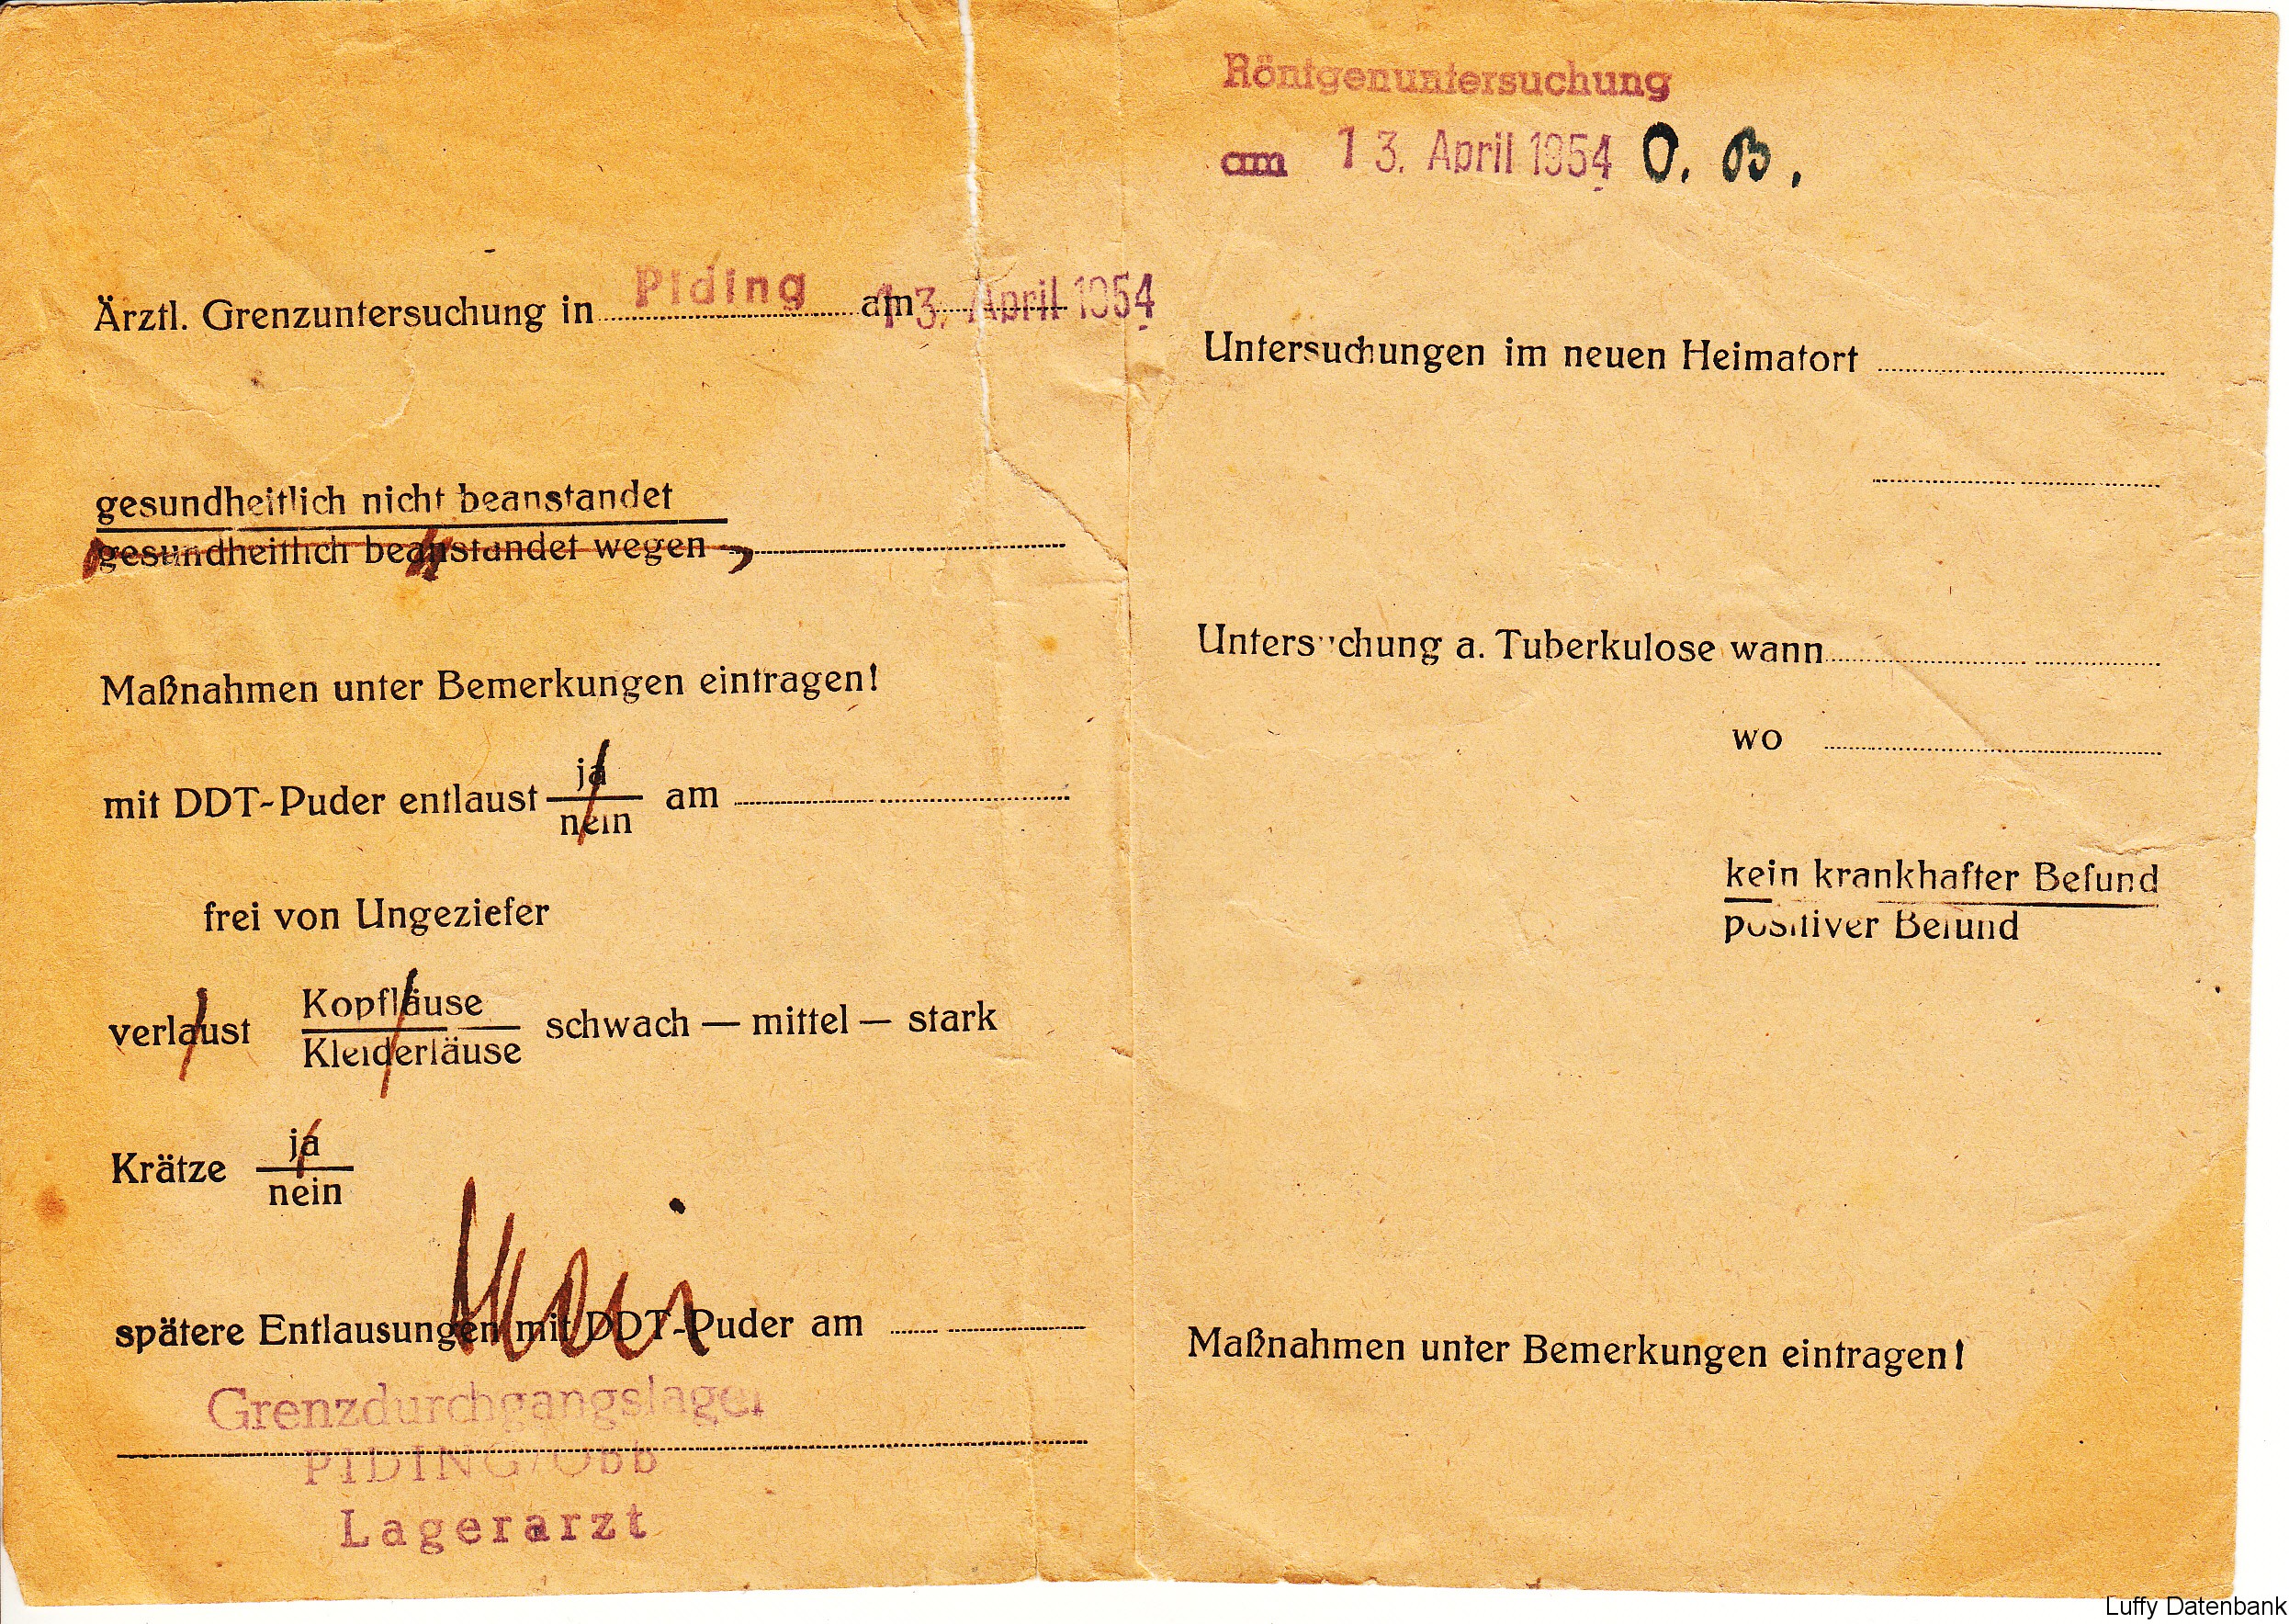 Ärztl. Grenzuntersuchung in Piding am 13. April 1954
gesundheitlich nicht beanstandet
gesundheitlich beanstandet wegen
Maßnahmen unter Bemerkungen eintragen!
mit DDT-Puder entlaust ja
nein am
frei von Ungeziefer
verlaust Kopfläuse
Kleiderläuse schwach — mittel — stark
Krätze ja
nein
spätere Entlausungen mit DDT-Puder am
Grenzdurchgangslager
PIDING/Obb
Lagerarzt
Röntgenuntersuchung
am 13. April 1954 O. B.
Untersuchungen im neuen Heimatort
Untersuchung a. Tuberkulose wann
wo
kein krankhafter Befund
positiver Befund
Maßnahmen unter Bemerkungen eintragen!
Luffy Datenbank